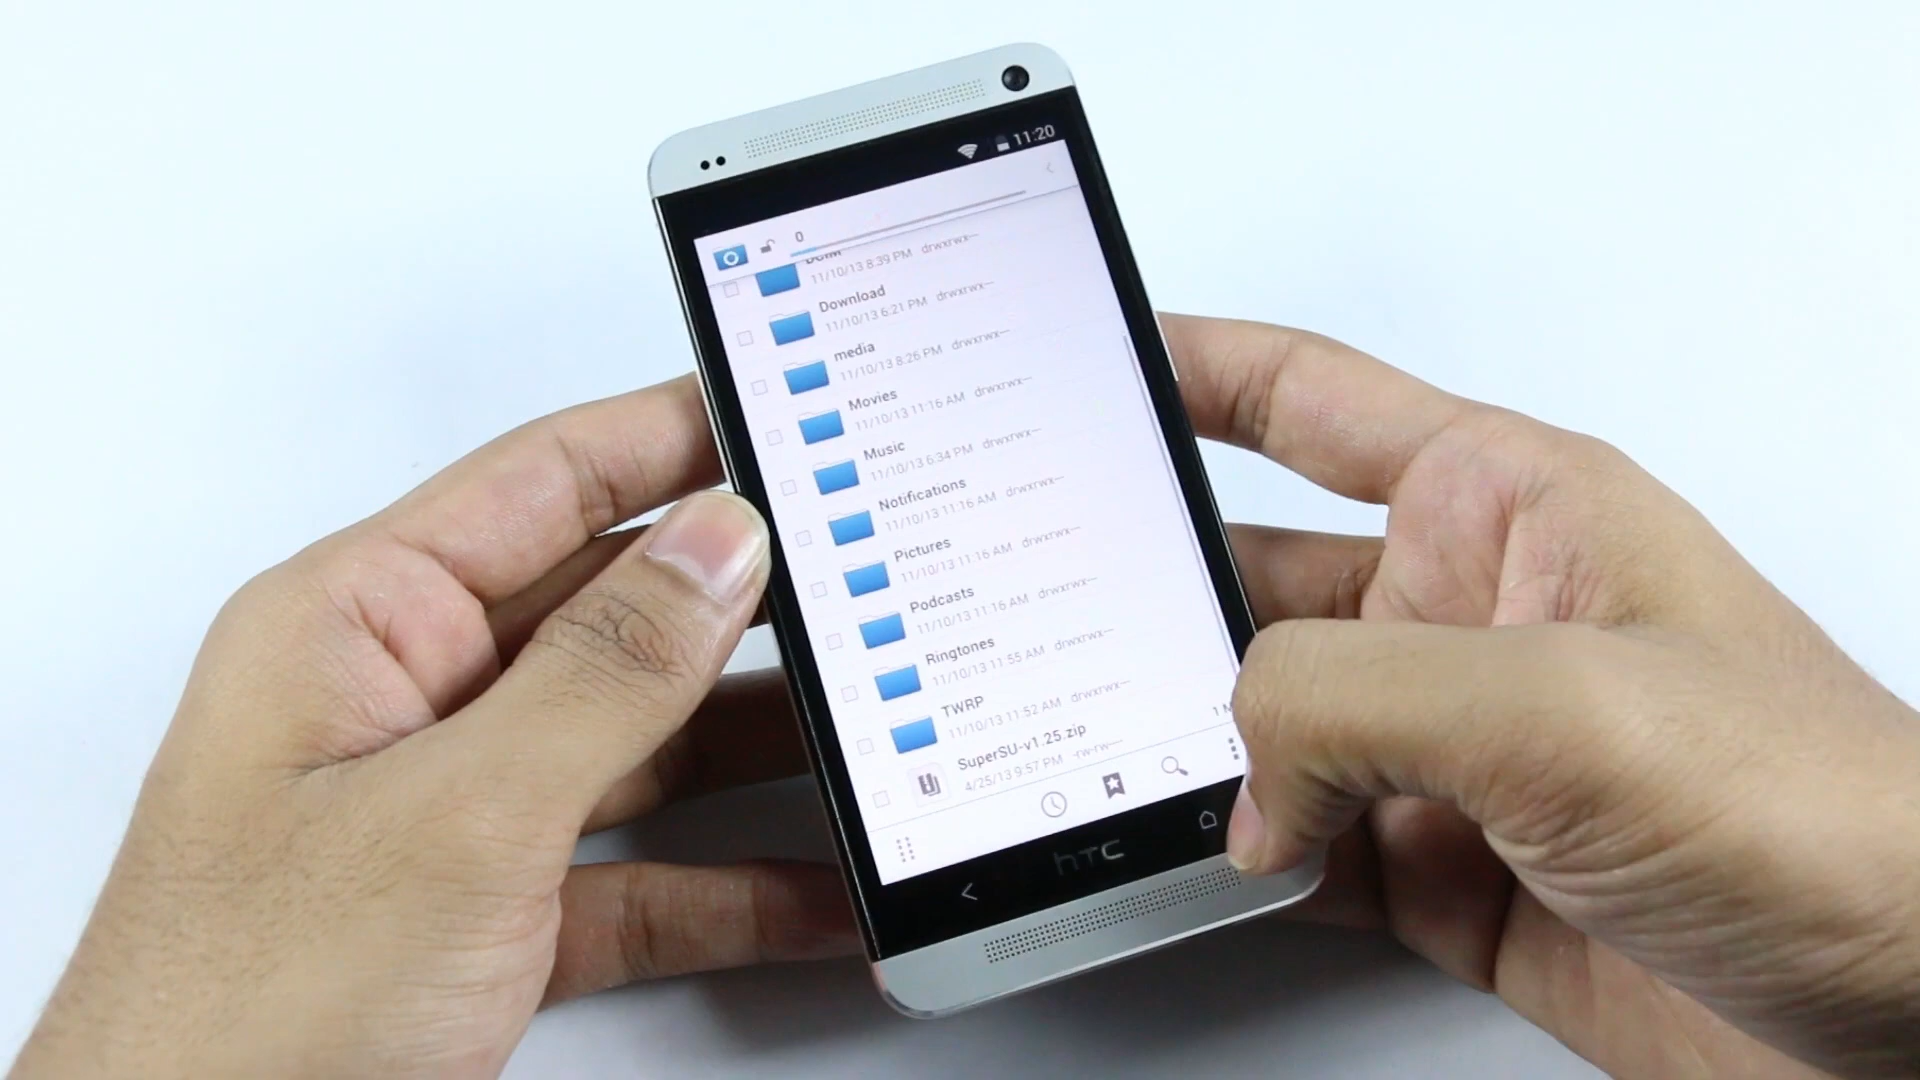 11:20
0
DCIM
11/10/13 8:39 PM drwxrwx---
Download
11/10/13 6:21 PM drwxrwx---
media
11/10/13 8:26 PM drwxrwx---
Movies
11/10/13 11:16 AM drwxrwx---
Music
11/10/13 6:34 PM drwxrwx---
Notifications
11/10/13 11:16 AM drwxrwx---
Pictures
11/10/13 11:16 AM drwxrwx---
Podcasts
11/10/13 11:16 AM drwxrwx---
Ringtones
11/10/13 11:55 AM drwxrwx---
TWRP
11/10/13 11:52 AM drwxrwx---
SuperSU-v1.25.zip
4/25/13 9:57 PM -rw-rw----
1 M
hTC